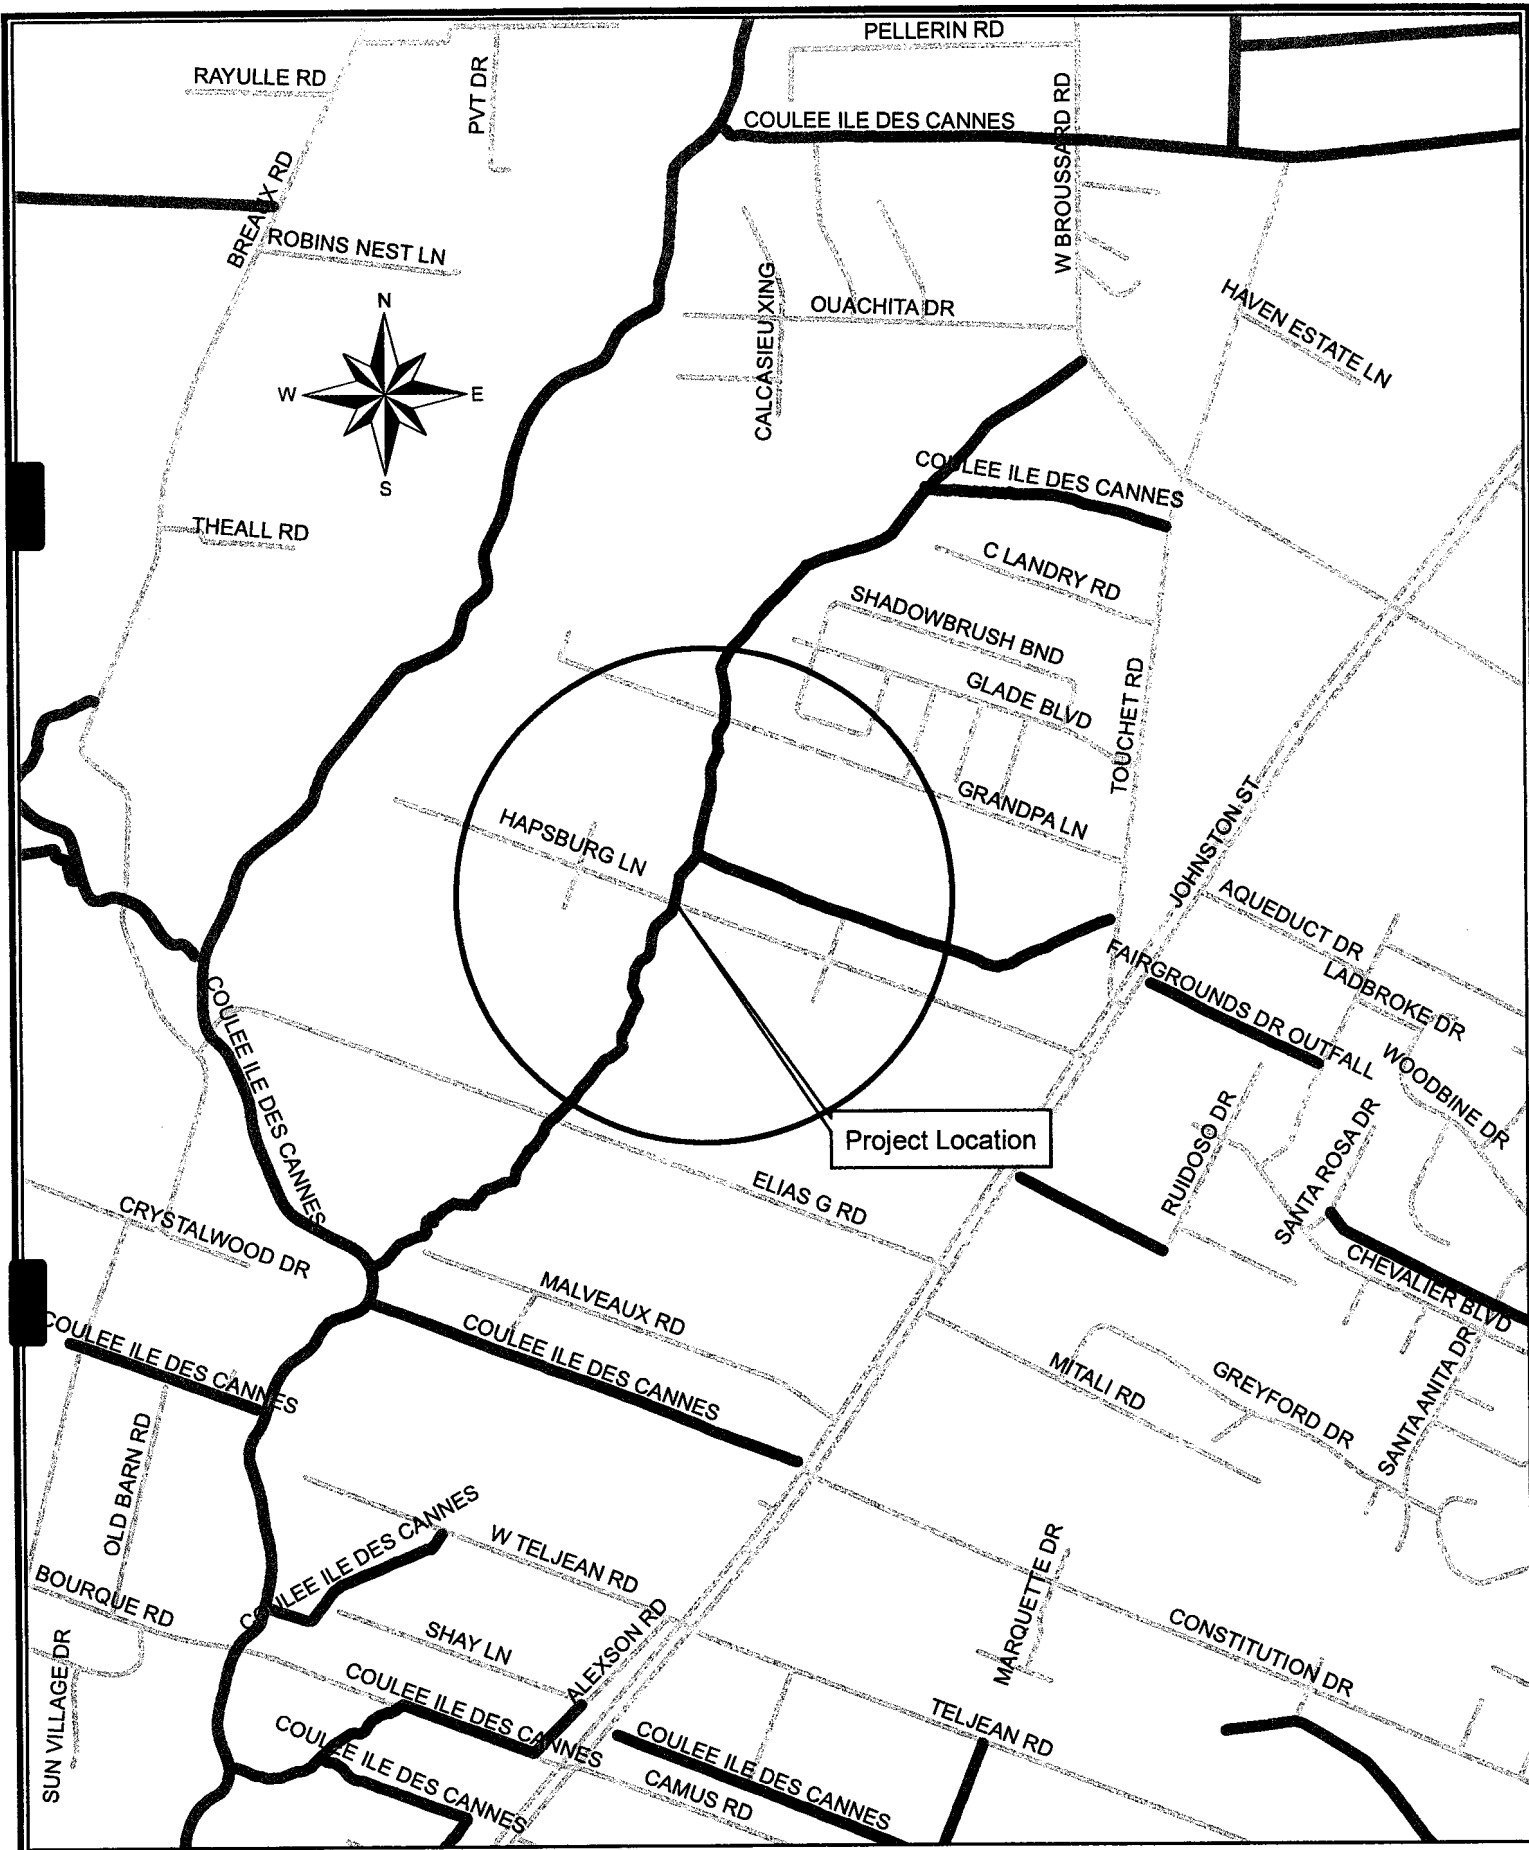 PELLERIN RD
RAYULLE RD
PVT DR
COULEE ILE DES CANNES
W BROUSSARD RD
BREAUX RD
ROBINS NEST LN
N
W
E
S
CALCASIEU XING
OUACHITA DR
HAVEN ESTATE LN
COULEE ILE DES CANNES
THEALL RD
C LANDRY RD
SHADOWBRUSH BND
GLADE BLVD
TOUCHET RD
GRANDPA LN
HAPSBURG LN
JOHNSTON ST
AQUEDUCT DR
LADBROKE DR
FAIRGROUNDS DR OUTFALL
WOODBINE DR
COULEE ILE DES CANNES
Project Location
RUIDOSO DR
SANTA ROSA DR
ELIAS G RD
CRYSTALWOOD DR
CHEVALIER BLVD
MALVEAUX RD
COULEE ILE DES CANNES
COULEE ILE DES CANNES
MITALI RD
GREYFORD DR
SANTA ANITA DR
OLD BARN RD
COULEE ILE DES CANNES
W TELJEAN RD
BOURQUE RD
MARQUETTE DR
SHAY LN
ALEXSON RD
CONSTITUTION DR
SUN VILLAGE DR
COULEE ILE DES CANNES
TELJEAN RD
COULEE ILE DES CANNES
COULEE ILE DES CANNES
CAMUS RD